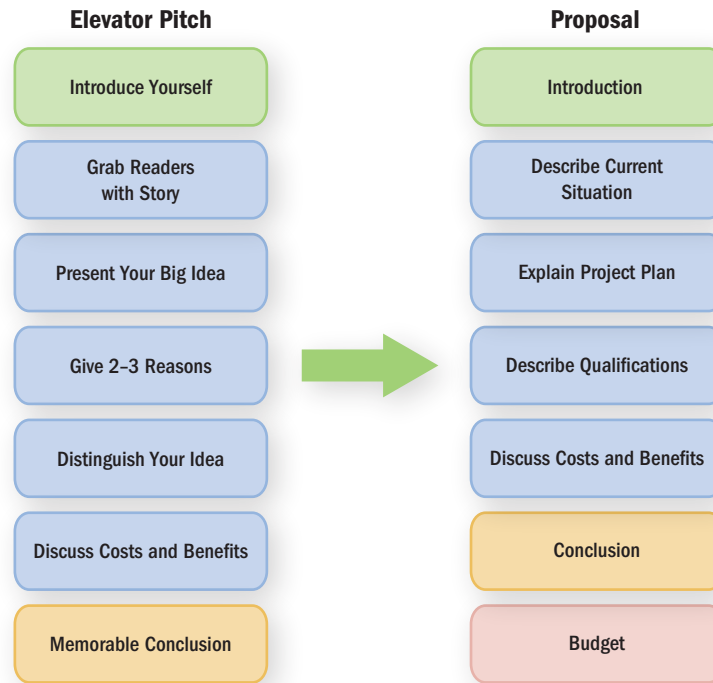 Elevator Pitch
Introduce Yourself
Grab Readers
with Story
Present Your Big Idea
Give 2–3 Reasons
Distinguish Your Idea
Discuss Costs and Benefits
Memorable Conclusion
Proposal
Introduction
Describe Current
Situation
Explain Project Plan
Describe Qualifications
Discuss Costs and Benefits
Conclusion
Budget